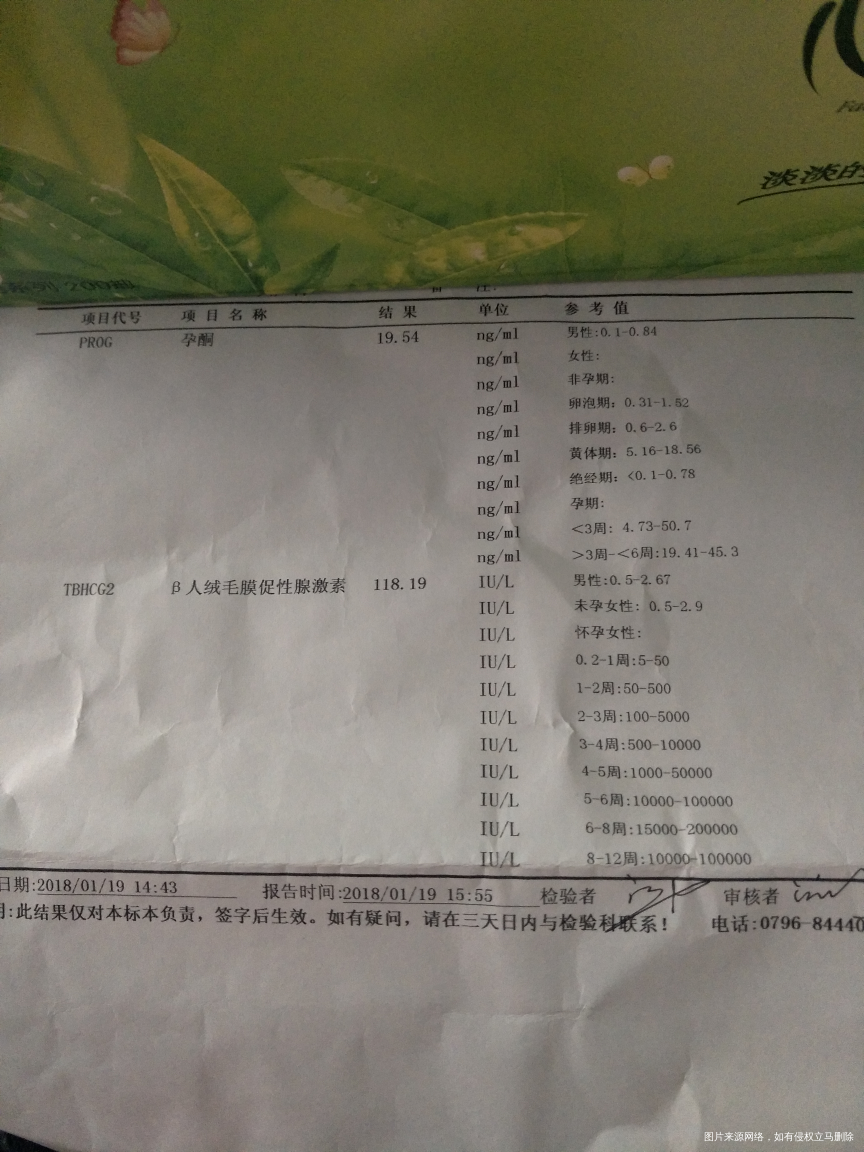 淡淡的
系列 200抽
备 注:
项目代号 项 目 名 称 结 果 单位 参 考 值
PROG 孕酮 19.54 ng/ml 男性:0.1-0.84
ng/ml 女性:
ng/ml 非孕期:
ng/ml 卵泡期: 0.31-1.52
ng/ml 排卵期: 0.6-2.6
ng/ml 黄体期: 5.16-18.56
ng/ml 绝经期: <0.1-0.78
ng/ml 孕期:
ng/ml <3周: 4.73-50.7
ng/ml >3周-<6周:19.41-45.3
TBHCG2 β人绒毛膜促性腺激素 118.19 IU/L 男性:0.5-2.67
IU/L 未孕女性: 0.5-2.9
IU/L 怀孕女性:
IU/L 0.2-1周:5-50
IU/L 1-2周:50-500
IU/L 2-3周:100-5000
IU/L 3-4周:500-10000
IU/L 4-5周:1000-50000
IU/L 5-6周:10000-100000
IU/L 6-8周:15000-200000
IU/L 8-12周:10000-100000
日期:2018/01/19 14:43 报告时间:2018/01/19 15:55 检验者 审核者
明:此结果仅对本标本负责，签字后生效。如有疑问，请在三天日内与检验科联系! 电话:0796-84440
图片来源网络，如有侵权立马删除